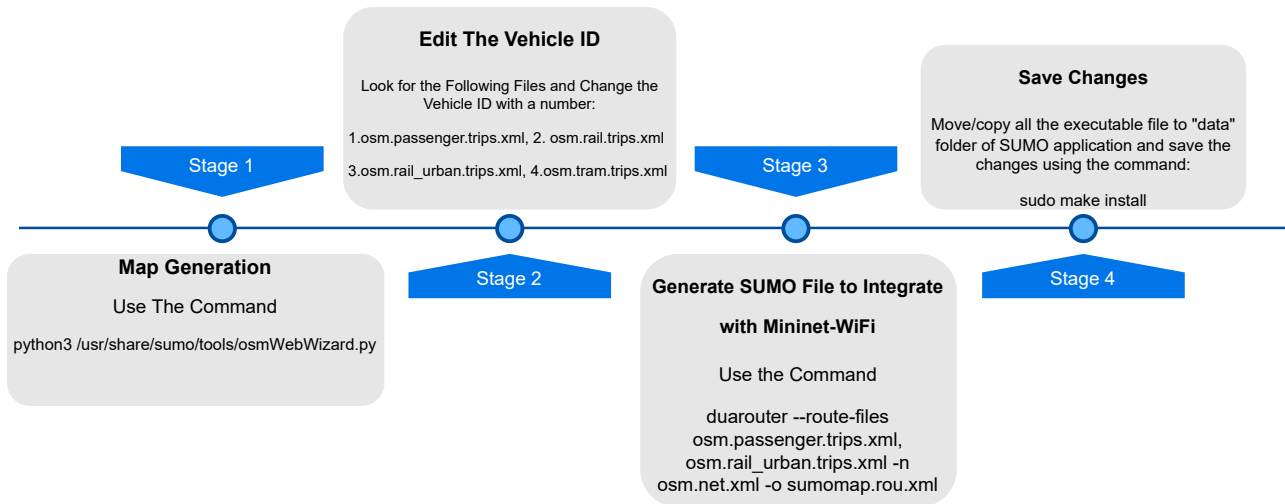 Stage 1
Map Generation
Use The Command
python3 /usr/share/sumo/tools/osmWebWizard.py
Edit The Vehicle ID
Look for the Following Files and Change the
Vehicle ID with a number:
1.osm.passenger.trips.xml, 2. osm.rail.trips.xml
3.osm.rail_urban.trips.xml, 4.osm.tram.trips.xml
Stage 2
Stage 3
Generate SUMO File to Integrate
with Mininet-WiFi
Use the Command
duarouter --route-files
osm.passenger.trips.xml,
osm.rail_urban.trips.xml -n
osm.net.xml -o sumomap.rou.xml
Save Changes
Move/copy all the executable file to "data"
folder of SUMO application and save the
changes using the command:
sudo make install
Stage 4